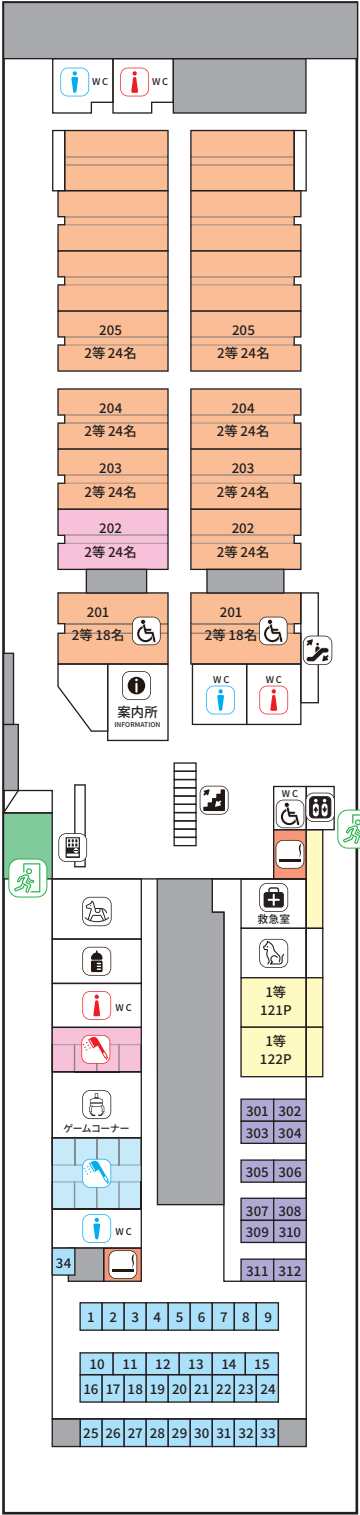 WC
WC
205
2等 24名
205
2等 24名
204
2等 24名
204
2等 24名
203
2等 24名
203
2等 24名
202
2等 24名
202
2等 24名
201
2等 18名
201
2等 18名
案内所
INFORMATION
WC
WC
WC
救急室
WC
1等
121P
1等
122P
ゲームコーナー
WC
301 302
303 304
305 306
307 308
309 310
311 312
34
1 2 3 4 5 6 7 8 9
10 11 12 13 14 15
16 17 18 19 20 21 22 23 24
25 26 27 28 29 30 31 32 33